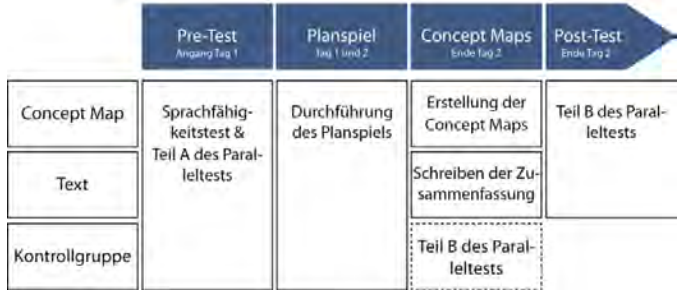 Pre-Test
Angang Tag 1
Planspiel
Tag 1 und 2
Concept Maps
Ende Tag 2
Post-Test
Ende Tag 2
Concept Map
Sprachfähig-
keitstest &
Teil A des Paral-
leltests
Durchführung
des Planspiels
Erstellung der
Concept Maps
Teil B des Paral-
leltests
Text
Schreiben der Zu-
sammenfassung
Kontrollgruppe
Teil B des Paral-
leltests